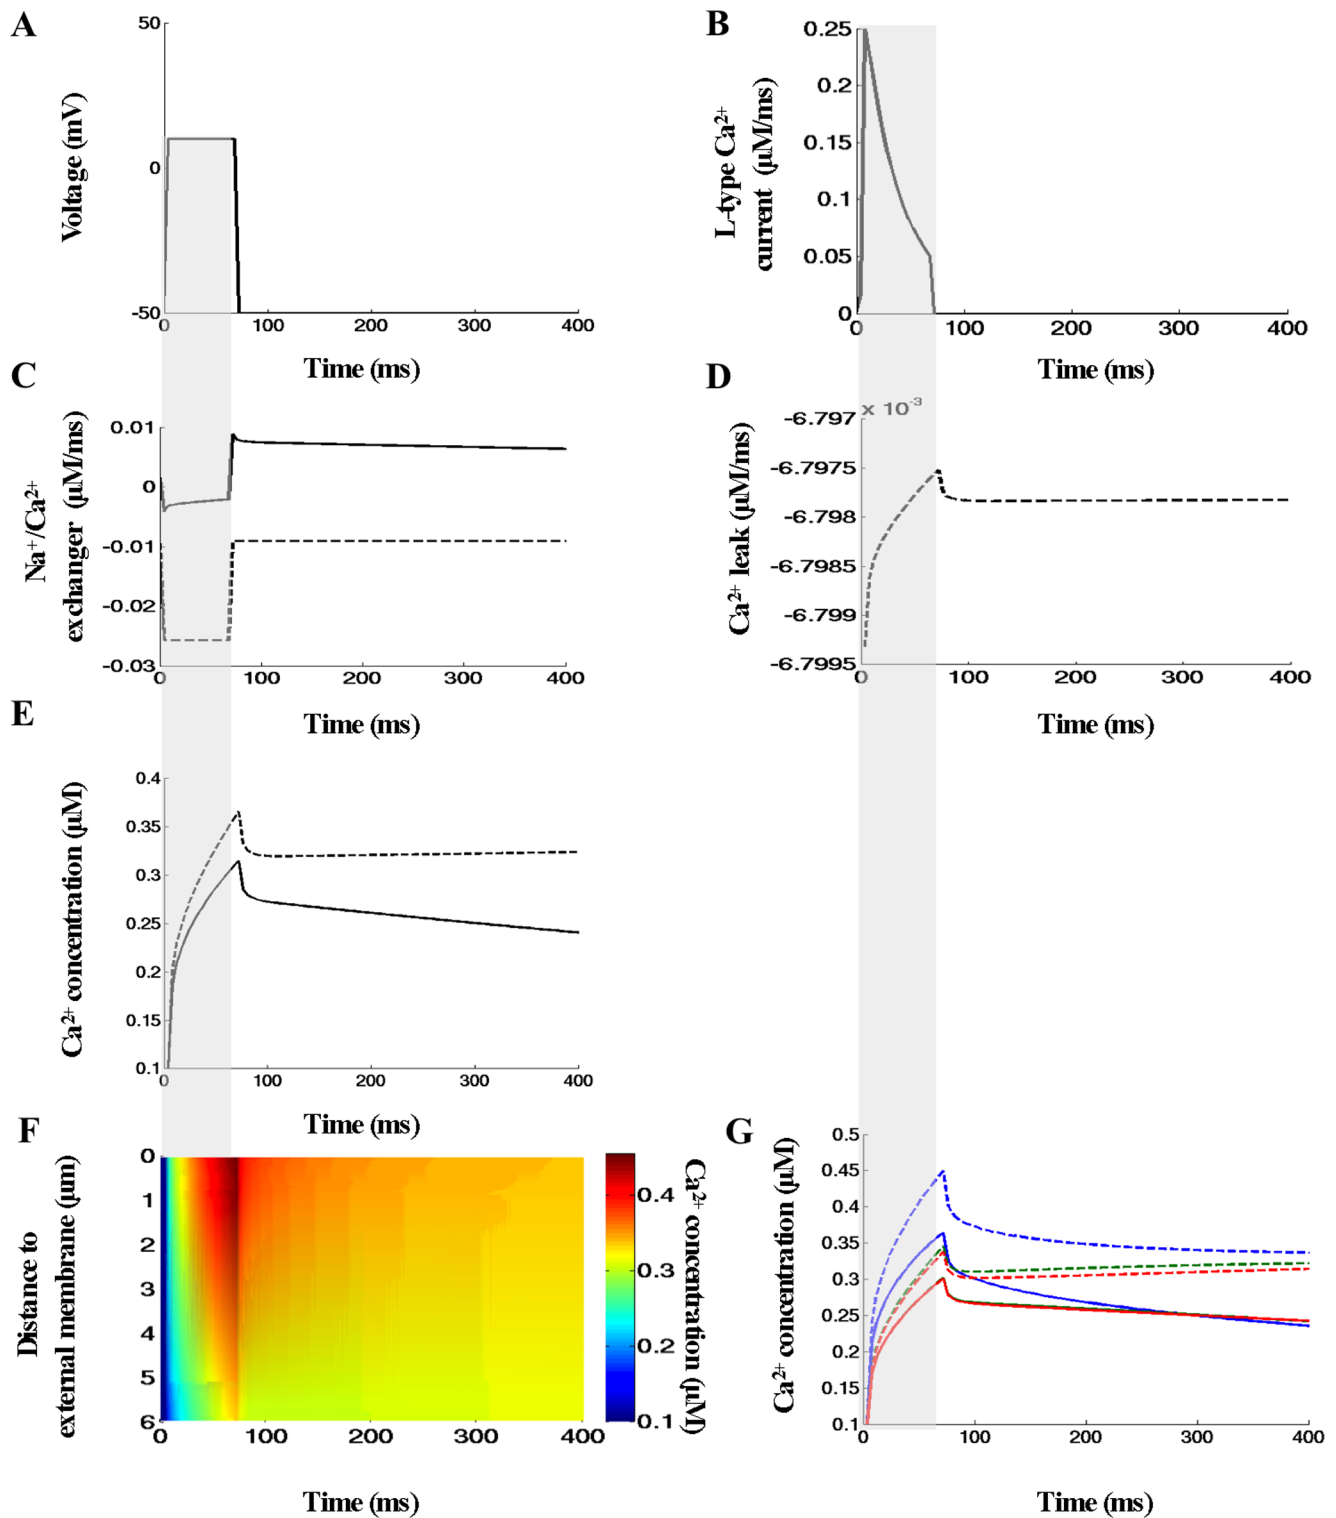 A
50
0
-50
0 100 200 300 400
Voltage (mV)
Time (ms)
B
0.25
0.2
0.15
0.1
0.05
0
0 100 200 300 400
L-type Ca²⁺
current (µM/ms)
Time (ms)
C
0.01
0
-0.01
-0.02
-0.03
0 100 200 300 400
Na⁺/Ca²⁺
exchanger (µM/ms)
Time (ms)
D
x 10⁻³
-6.797
-6.7975
-6.798
-6.7985
-6.799
-6.7995
0 100 200 300 400
Ca²⁺ leak (µM/ms)
Time (ms)
E
0.4
0.35
0.3
0.25
0.2
0.15
0.1
0 100 200 300 400
Ca²⁺ concentration (µM)
Time (ms)
F
0
1
2
3
4
5
6
0 100 200 300 400
Distance to
external membrane (µm)
Time (ms)
0.4
0.3
0.2
0.1
Ca²⁺ concentration (µM)
G
0.5
0.45
0.4
0.35
0.3
0.25
0.2
0.15
0.1
0 100 200 300 400
Ca²⁺ concentration (µM)
Time (ms)